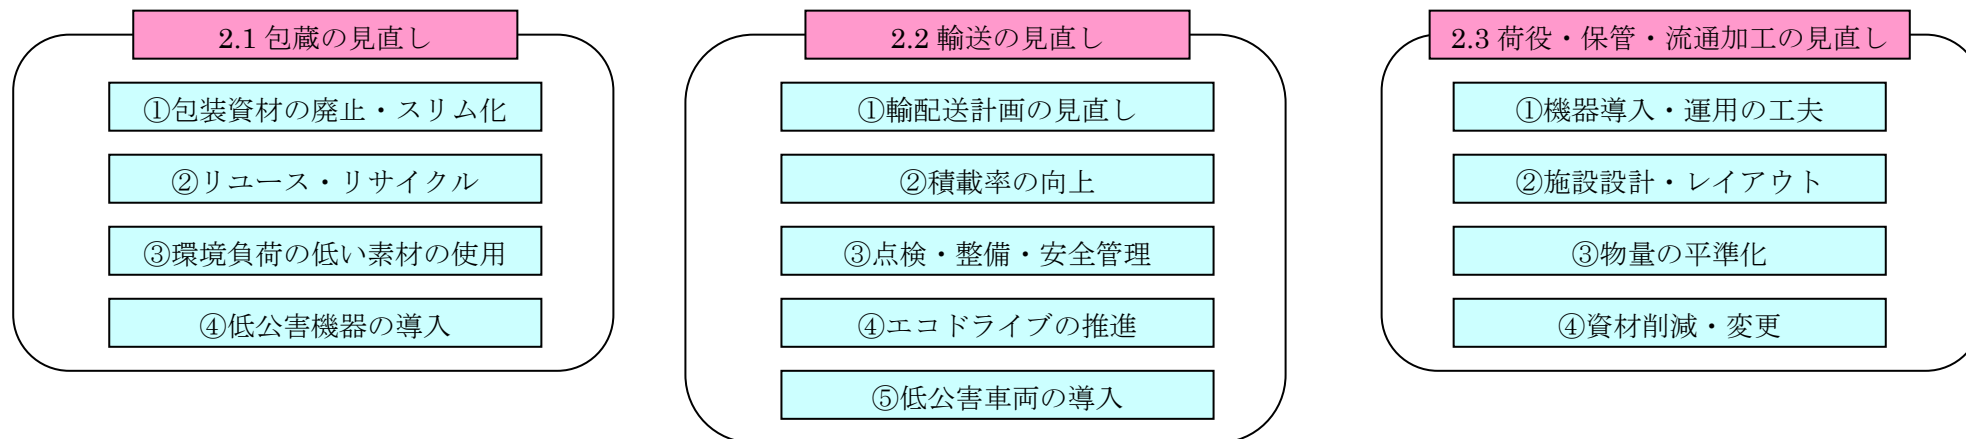 2.1 包蔵の見直し
①包装資材の廃止・スリム化
②リユース・リサイクル
③環境負荷の低い素材の使用
④低公害機器の導入
2.2 輸送の見直し
①輸配送計画の見直し
②積載率の向上
③点検・整備・安全管理
④エコドライブの推進
⑤低公害車両の導入
2.3 荷役・保管・流通加工の見直し
①機器導入・運用の工夫
②施設設計・レイアウト
③物量の平準化
④資材削減・変更